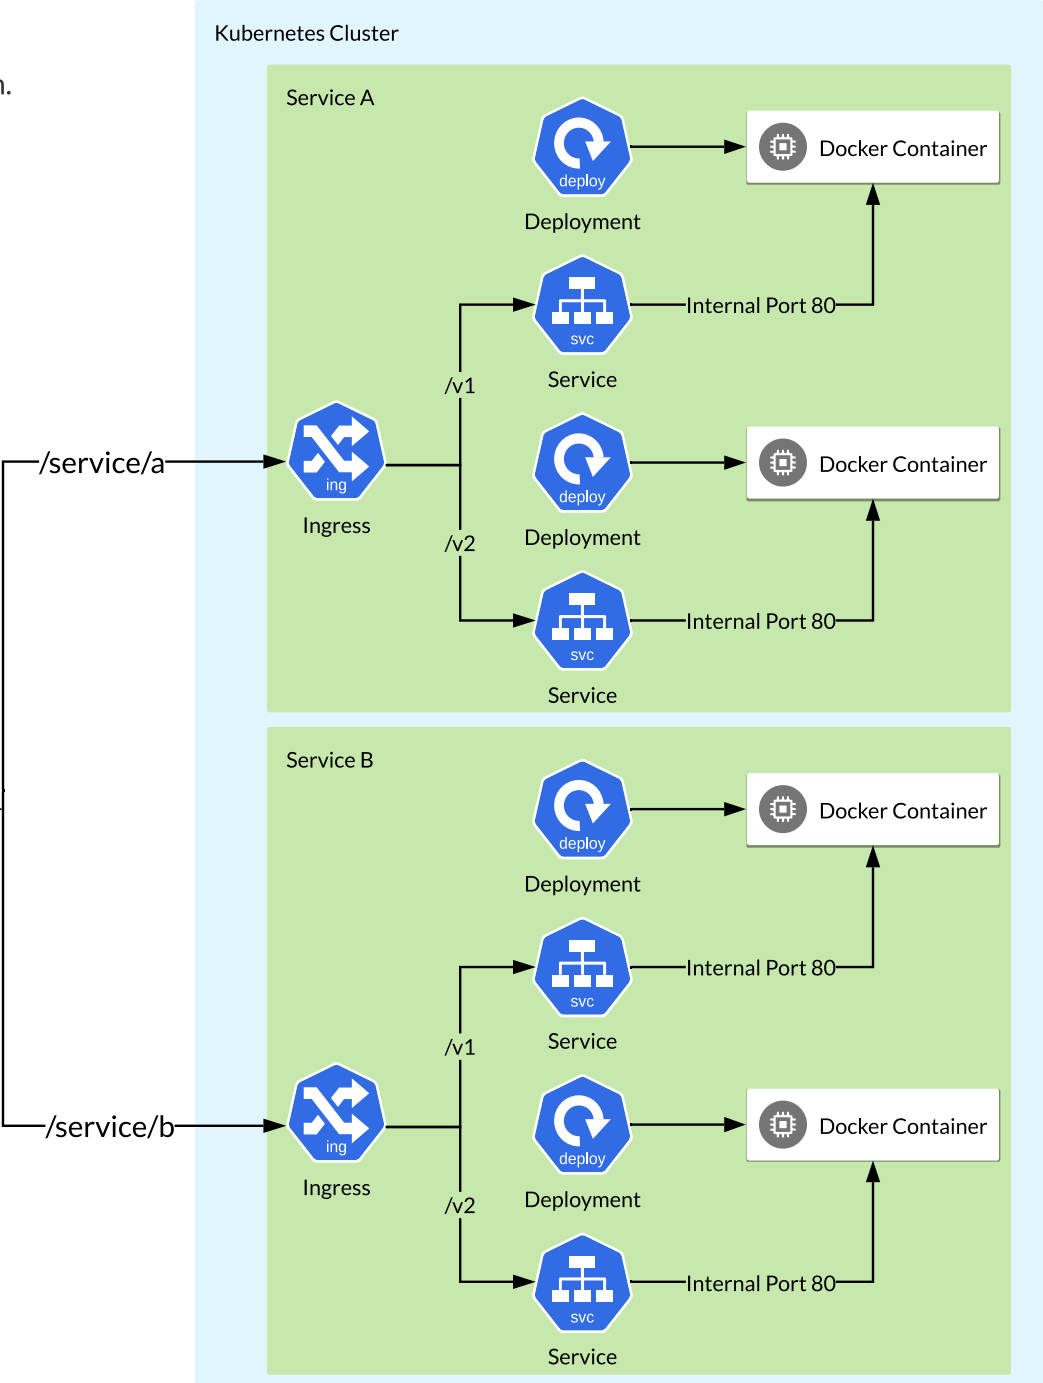 Kubernetes Cluster
Service A
deploy
Deployment
Docker Container
svc
Service
Internal Port 80
/v1
/service/a
ing
Ingress
deploy
Deployment
Docker Container
/v2
svc
Service
Internal Port 80
Service B
deploy
Deployment
Docker Container
svc
Service
Internal Port 80
/v1
/service/b
ing
Ingress
deploy
Deployment
Docker Container
/v2
svc
Service
Internal Port 80